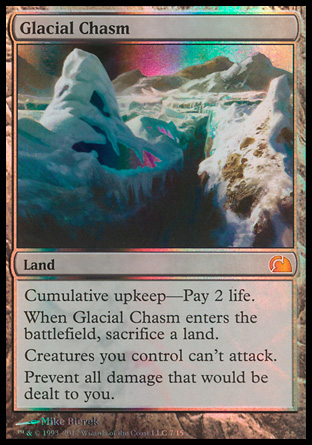 Glacial Chasm
Land
Cumulative upkeep—Pay 2 life.
When Glacial Chasm enters the
battlefield, sacrifice a land.
Creatures you control can't attack.
Prevent all damage that would be
dealt to you.
Mike Bierek